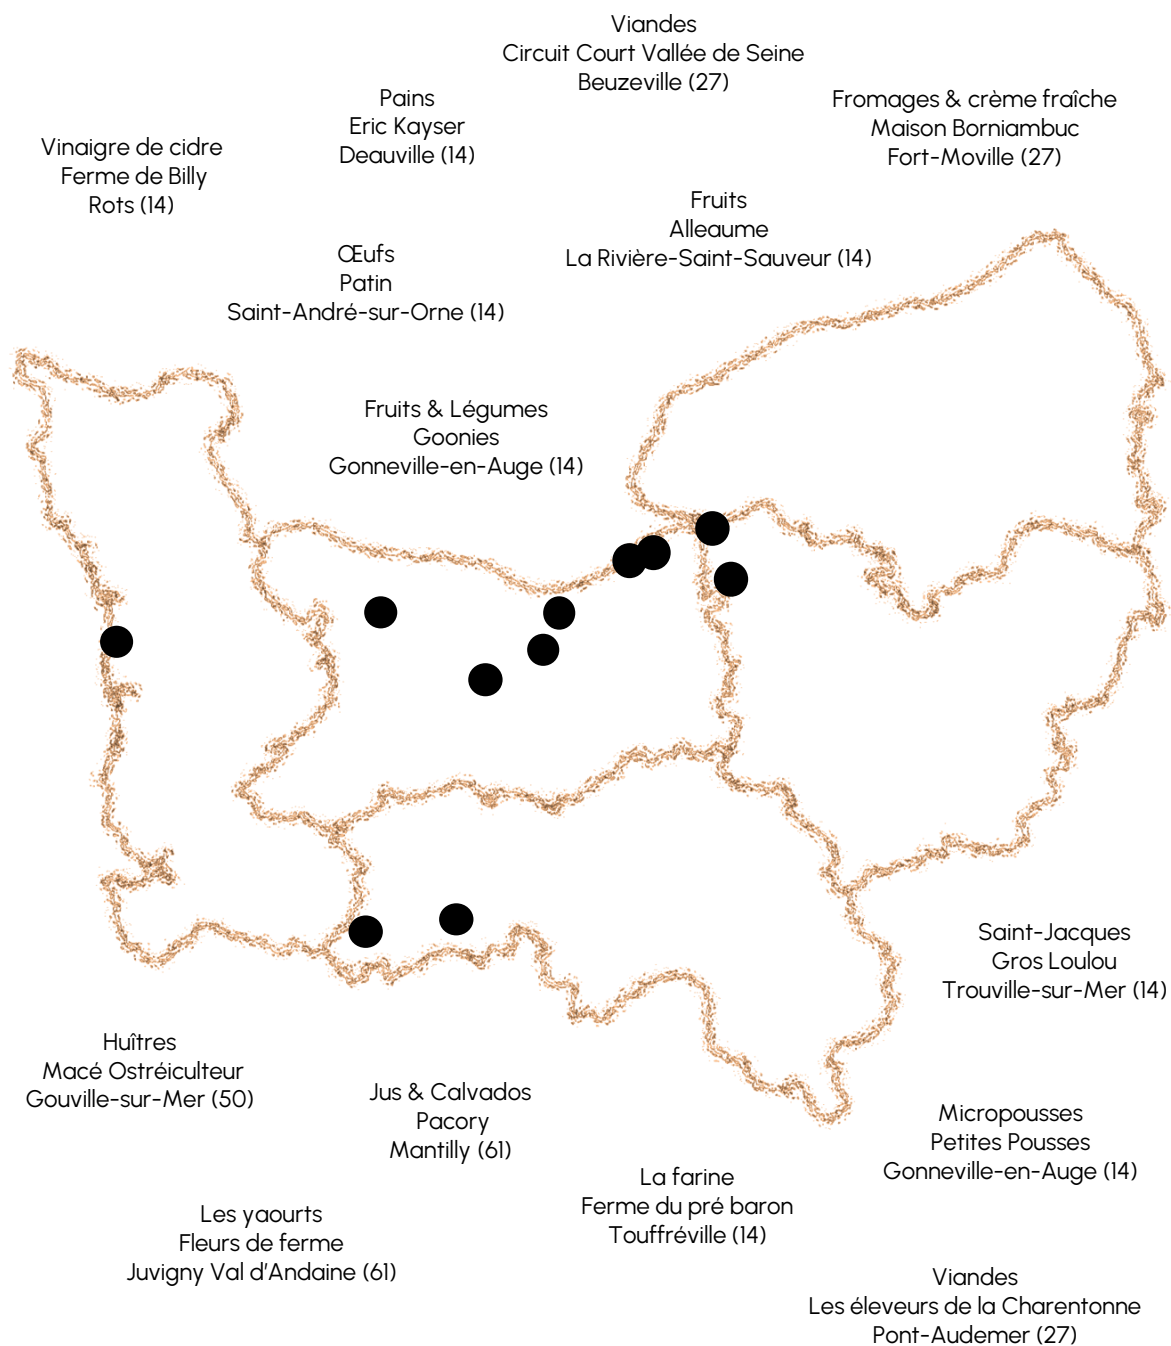 Viandes
Circuit Court Vallée de Seine
Beuzeville (27)
Pains
Eric Kayser
Deauville (14)
Fromages & crème fraîche
Maison Borniambuc
Fort-Moville (27)
Vinaigre de cidre
Ferme de Billy
Rots (14)
Fruits
Alleaume
La Rivière-Saint-Sauveur (14)
Œufs
Patin
Saint-André-sur-Orne (14)
Fruits & Légumes
Goonies
Gonneville-en-Auge (14)
Saint-Jacques
Gros Loulou
Trouville-sur-Mer (14)
Huîtres
Macé Ostréiculteur
Gouville-sur-Mer (50)
Jus & Calvados
Pacory
Mantilly (61)
Micropousses
Petites Pousses
Gonneville-en-Auge (14)
La farine
Ferme du pré baron
Touffréville (14)
Les yaourts
Fleurs de ferme
Juvigny Val d'Andaine (61)
Viandes
Les éleveurs de la Charentonne
Pont-Audemer (27)